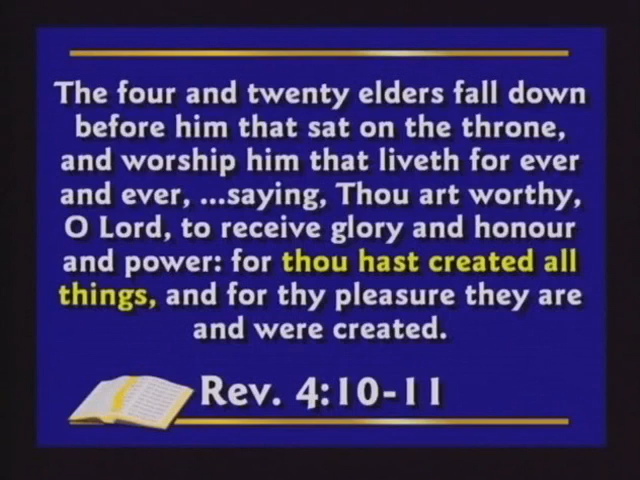 The four and twenty elders fall down
before him that sat on the throne,
and worship him that liveth for ever
and ever, ...saying, Thou art worthy,
O Lord, to receive glory and honour
and power: for thou hast created all
things, and for thy pleasure they are
and were created.
Rev. 4:10-11